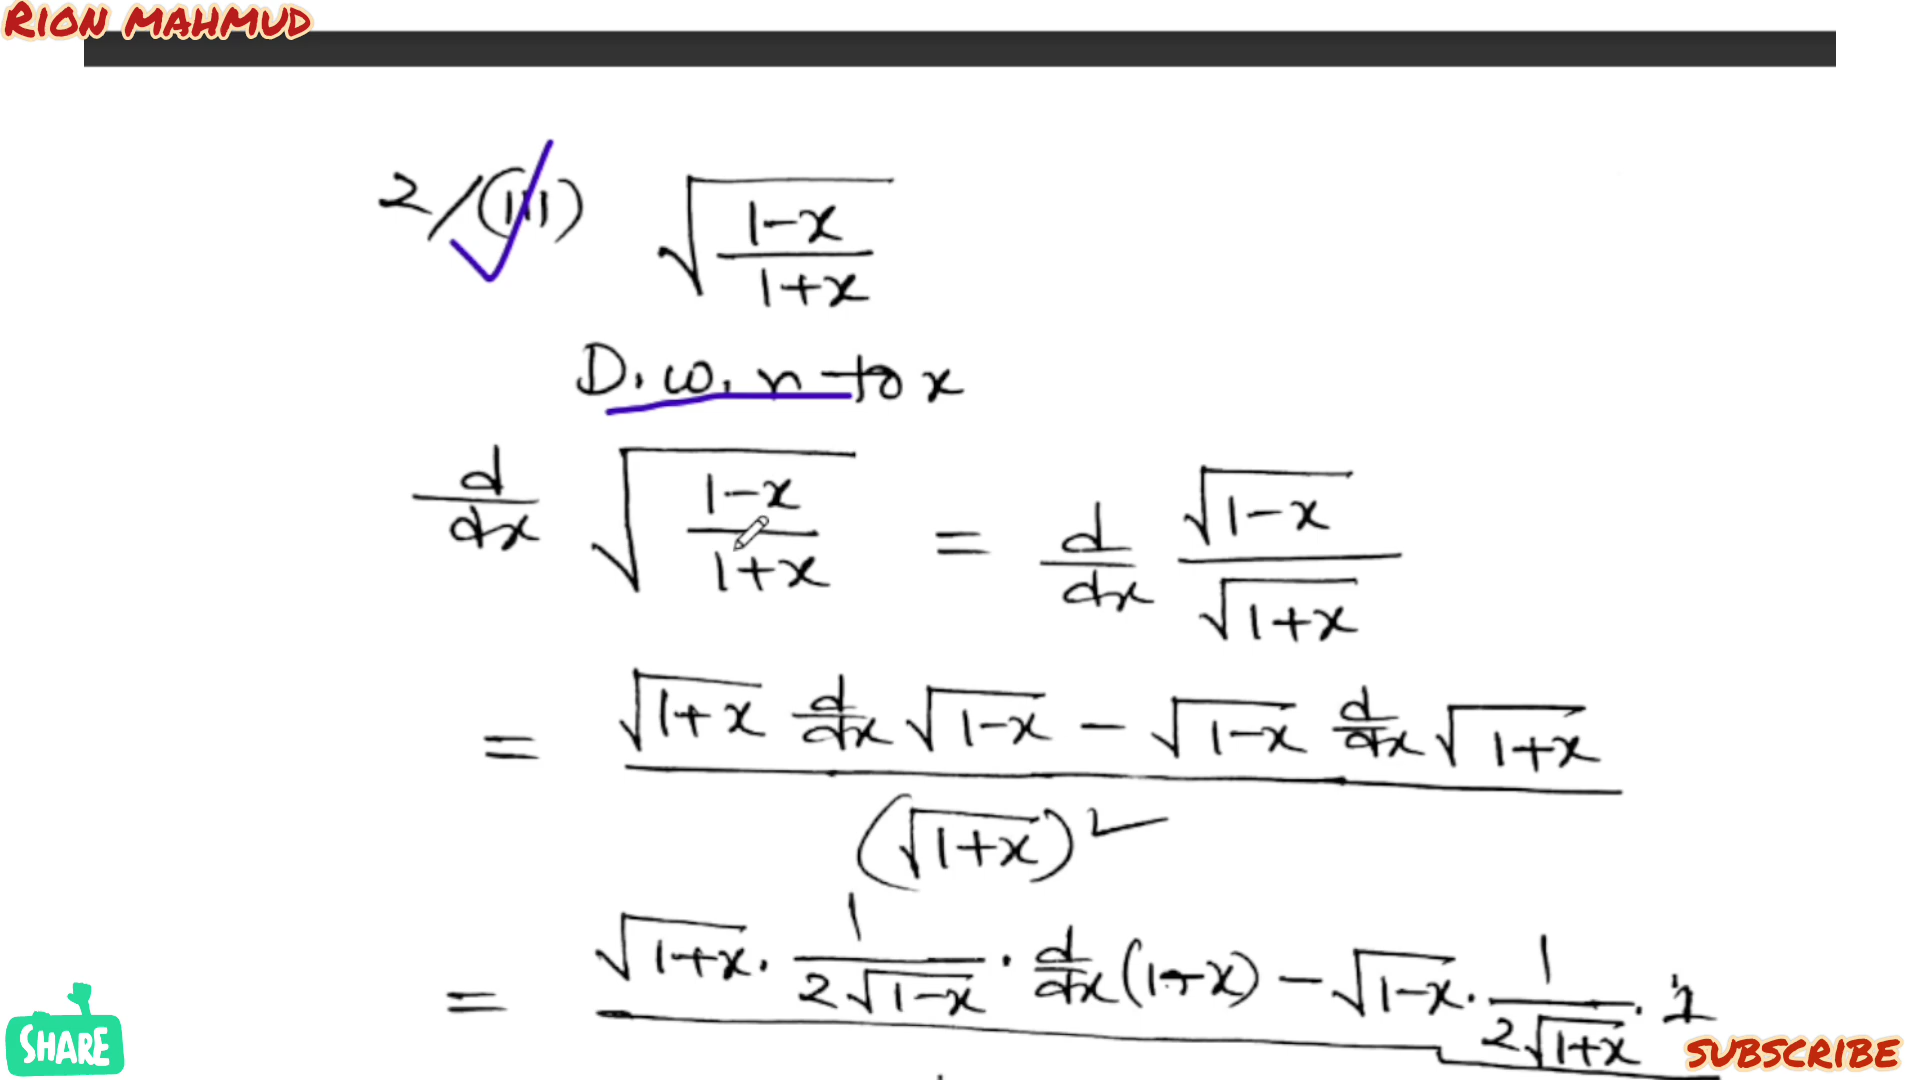 RION MAHMUD
2/(iii) √((1-x)/(1+x))
D. w. r to x
d/dx √((1-x)/(1+x)) = d/dx √(1-x)/√(1+x)
= (√(1+x) d/dx √(1-x) - √(1-x) d/dx √(1+x)) / (√(1+x))²
= √(1+x) · 1/(2√(1-x)) · d/dx (1-x) - √(1-x) · 1/(2√(1+x)) · 1
SHARE
SUBSCRIBE